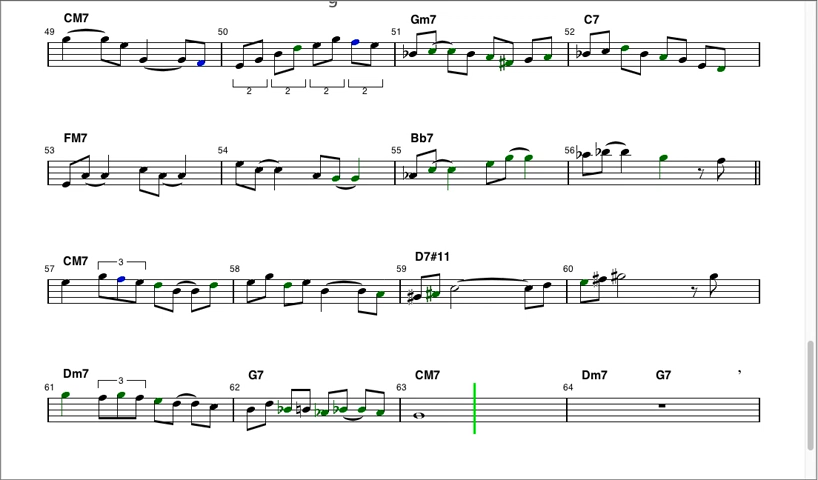 CM7 Gm7 C7
49 50 51 52
2 2 2 2
FM7 Bb7
53 54 55 56
CM7 3 D7#11
57 58 59 60
Dm7 3 G7 CM7 Dm7 G7 ,
61 62 63 64